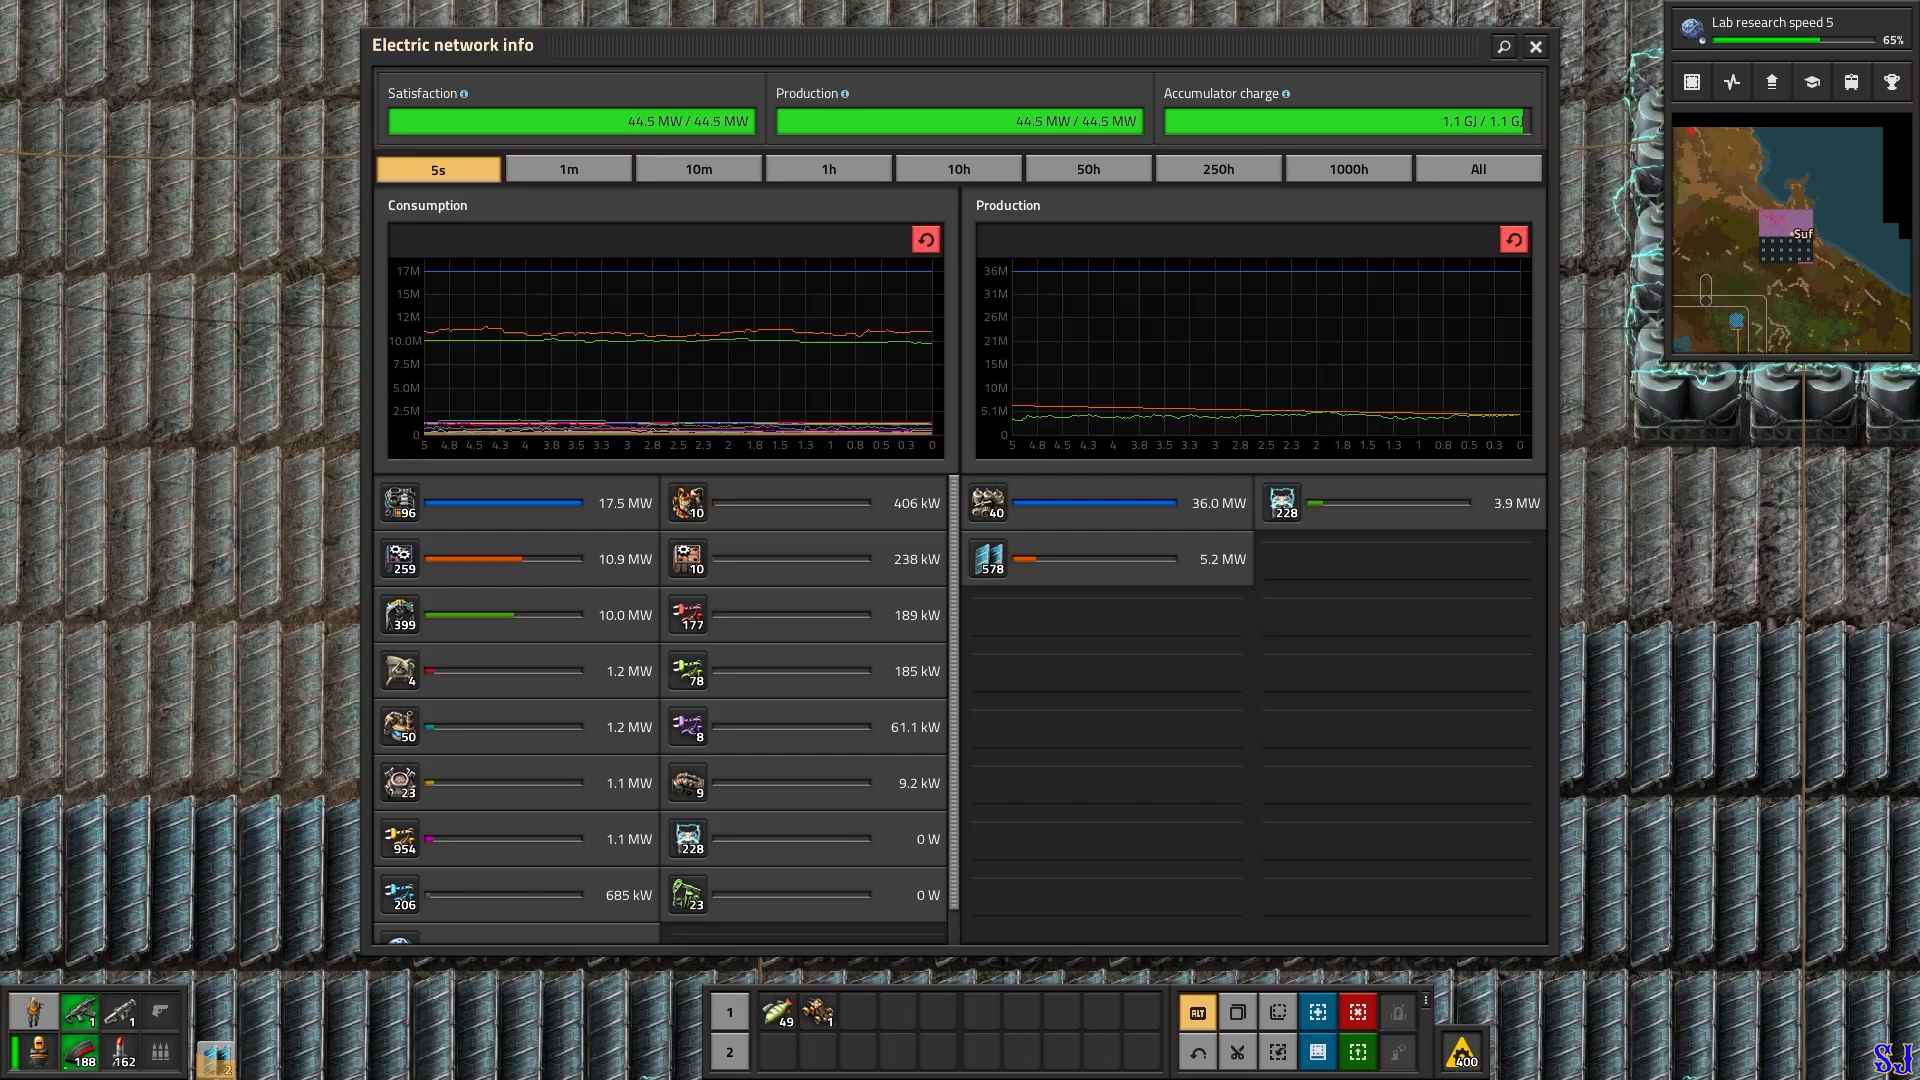 Electric network info
Lab research speed 5
65%
Satisfaction
Production
Accumulator charge
44.5 MW / 44.5 MW
44.5 MW / 44.5 MW
1.1 GJ / 1.1 GJ
5s
1m
10m
1h
10h
50h
250h
1000h
All
Consumption
Production
Suf
17M
15M
12M
10.0M
7.5M
5.0M
2.5M
0
5 4.8 4.5 4.3 4 3.8 3.5 3.3 3 2.8 2.5 2.3 2 1.8 1.5 1.3 1 0.8 0.5 0.3 0
36M
31M
26M
21M
15M
10M
5.1M
0
5 4.8 4.5 4.3 4 3.8 3.5 3.3 3 2.8 2.5 2.3 2 1.8 1.5 1.3 1 0.8 0.5 0.3 0
96 17.5 MW
10 406 kW
259 10.9 MW
10 238 kW
399 10.0 MW
177 189 kW
4 1.2 MW
78 185 kW
50 1.2 MW
8 61.1 kW
23 1.1 MW
9 9.2 kW
954 1.1 MW
228 0 W
206 685 kW
23 0 W
40 36.0 MW
228 3.9 MW
578 5.2 MW
1
1
188
162
2
1
49
1
2
ALT
400
SJ